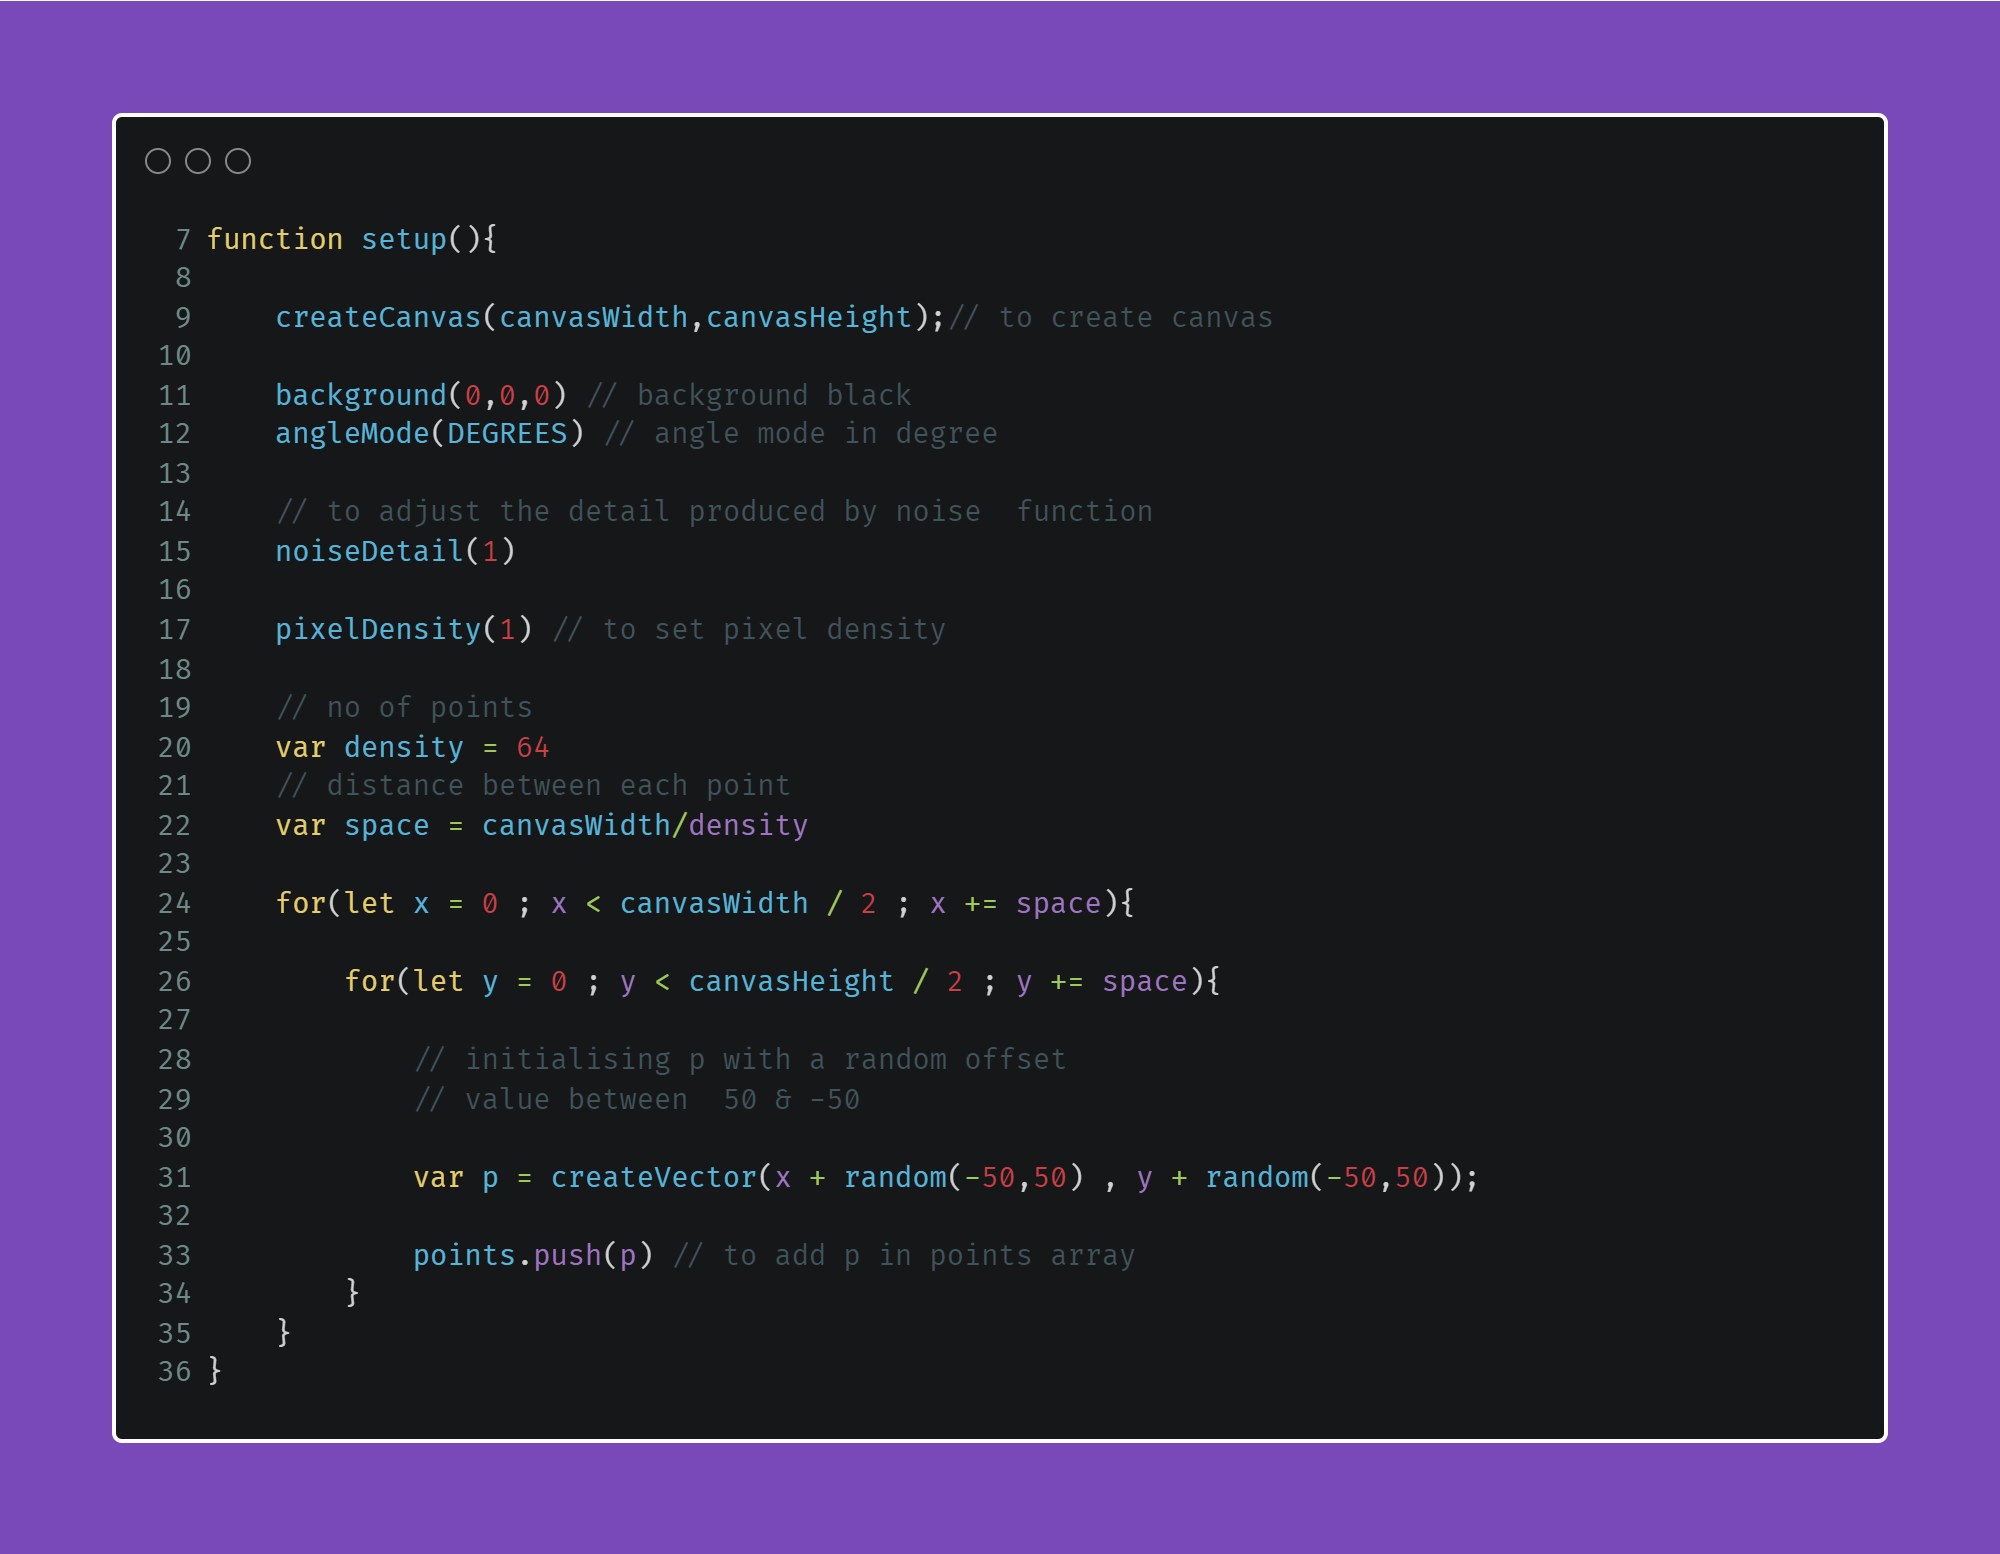 7 function setup(){
8
9     createCanvas(canvasWidth,canvasHeight);// to create canvas
10
11     background(0,0,0) // background black
12     angleMode(DEGREES) // angle mode in degree
13
14     // to adjust the detail produced by noise  function
15     noiseDetail(1)
16
17     pixelDensity(1) // to set pixel density
18
19     // no of points
20     var density = 64
21     // distance between each point
22     var space = canvasWidth/density
23
24     for(let x = 0 ; x < canvasWidth / 2 ; x += space){
25
26         for(let y = 0 ; y < canvasHeight / 2 ; y += space){
27
28             // initialising p with a random offset
29             // value between  50 & -50
30
31             var p = createVector(x + random(-50,50) , y + random(-50,50));
32
33             points.push(p) // to add p in points array
34         }
35     }
36 }